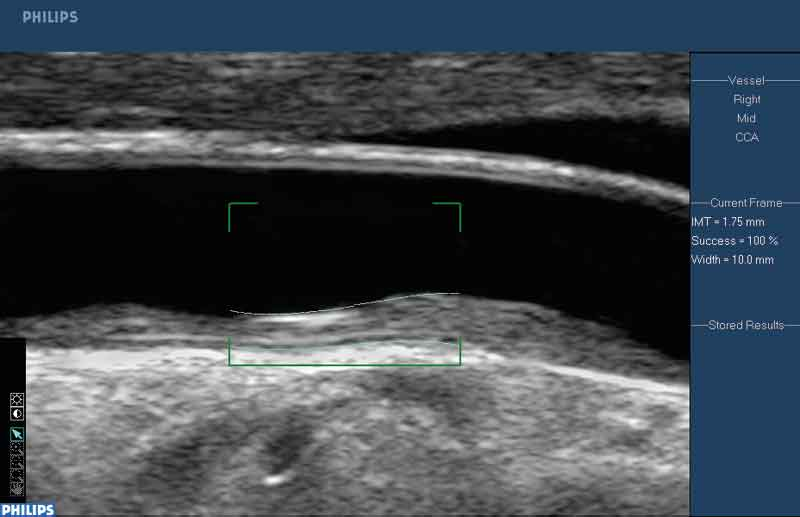 PHILIPS
Vessel
Right
Mid
CCA
Current Frame
IMT = 1.75 mm
Success = 100 %
Width = 10.0 mm
Stored Results
PHILIPS